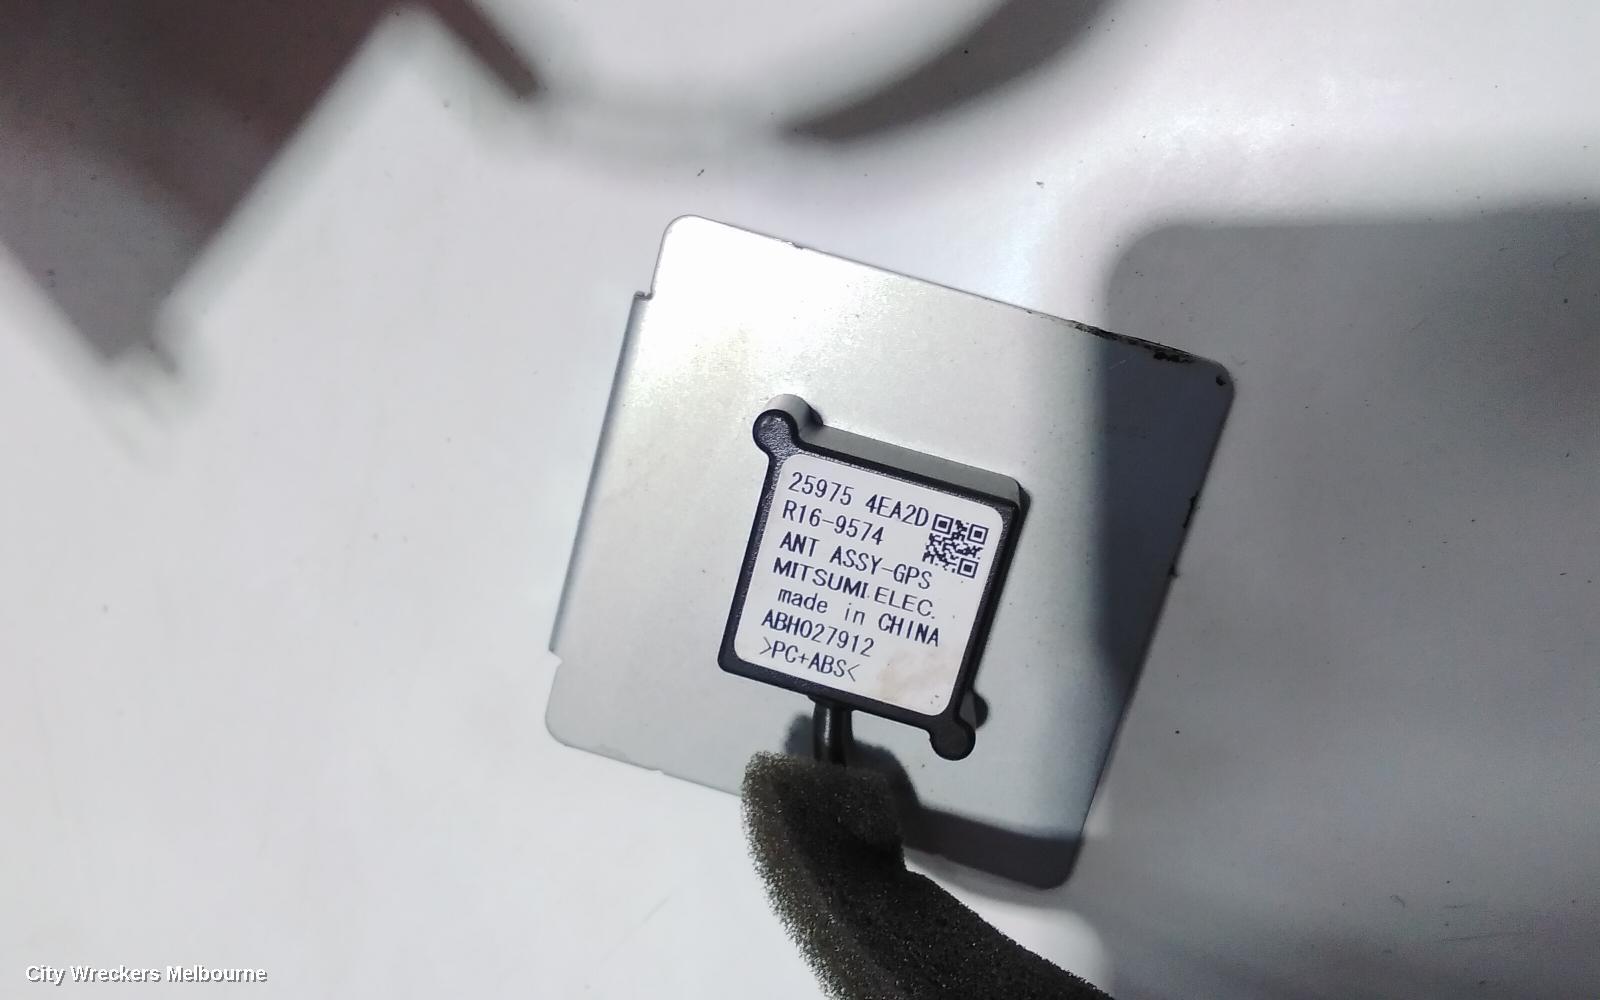 25975 4EA2D
R16-9574
ANT ASSY-GPS
MITSUMI ELEC.
made in CHINA
ABH027912
>PC+ABS<
City Wreckers Melbourne